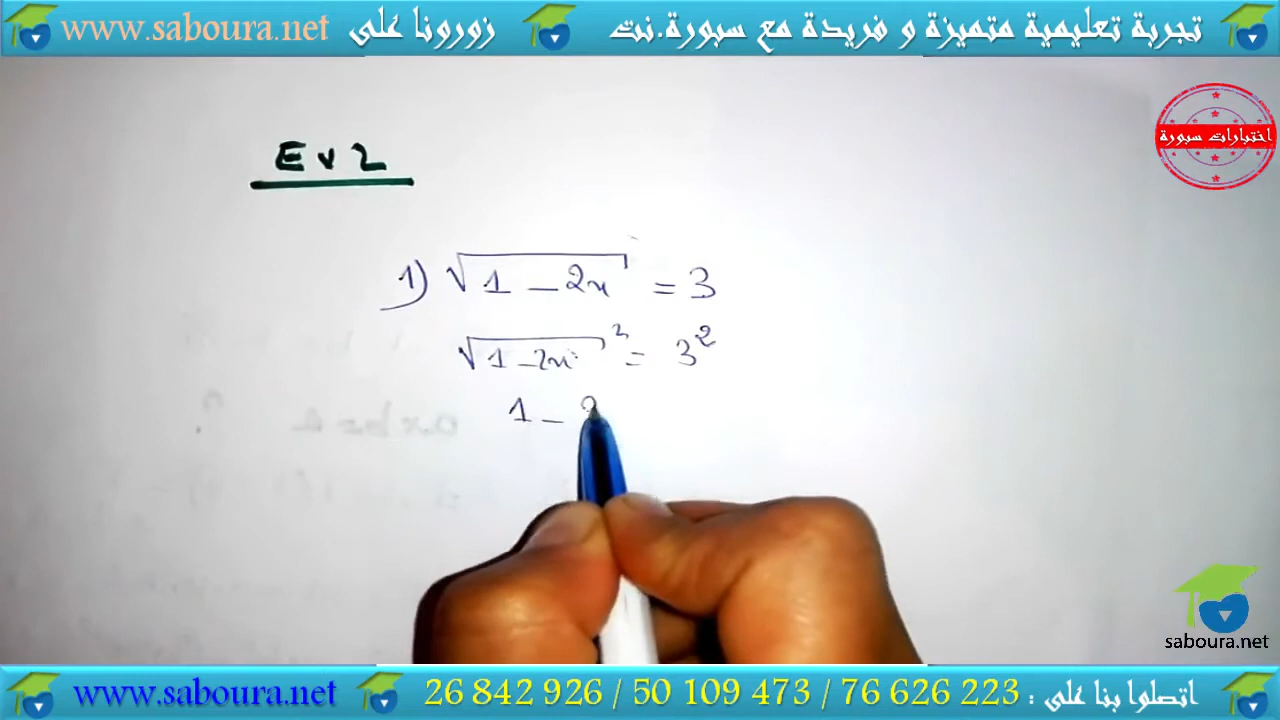 تجربة تعليمية متميزة و فريدة مع سبورة.نت زورونا على www.saboura.net
اختبارات سبورة
Ex 2
1) √(1 - 2x) = 3
√(1 - 2x)² = 3²
1 - 2
saboura.net
اتصلوا بنا على : 26 842 926 / 50 109 473 / 76 626 223 www.saboura.net